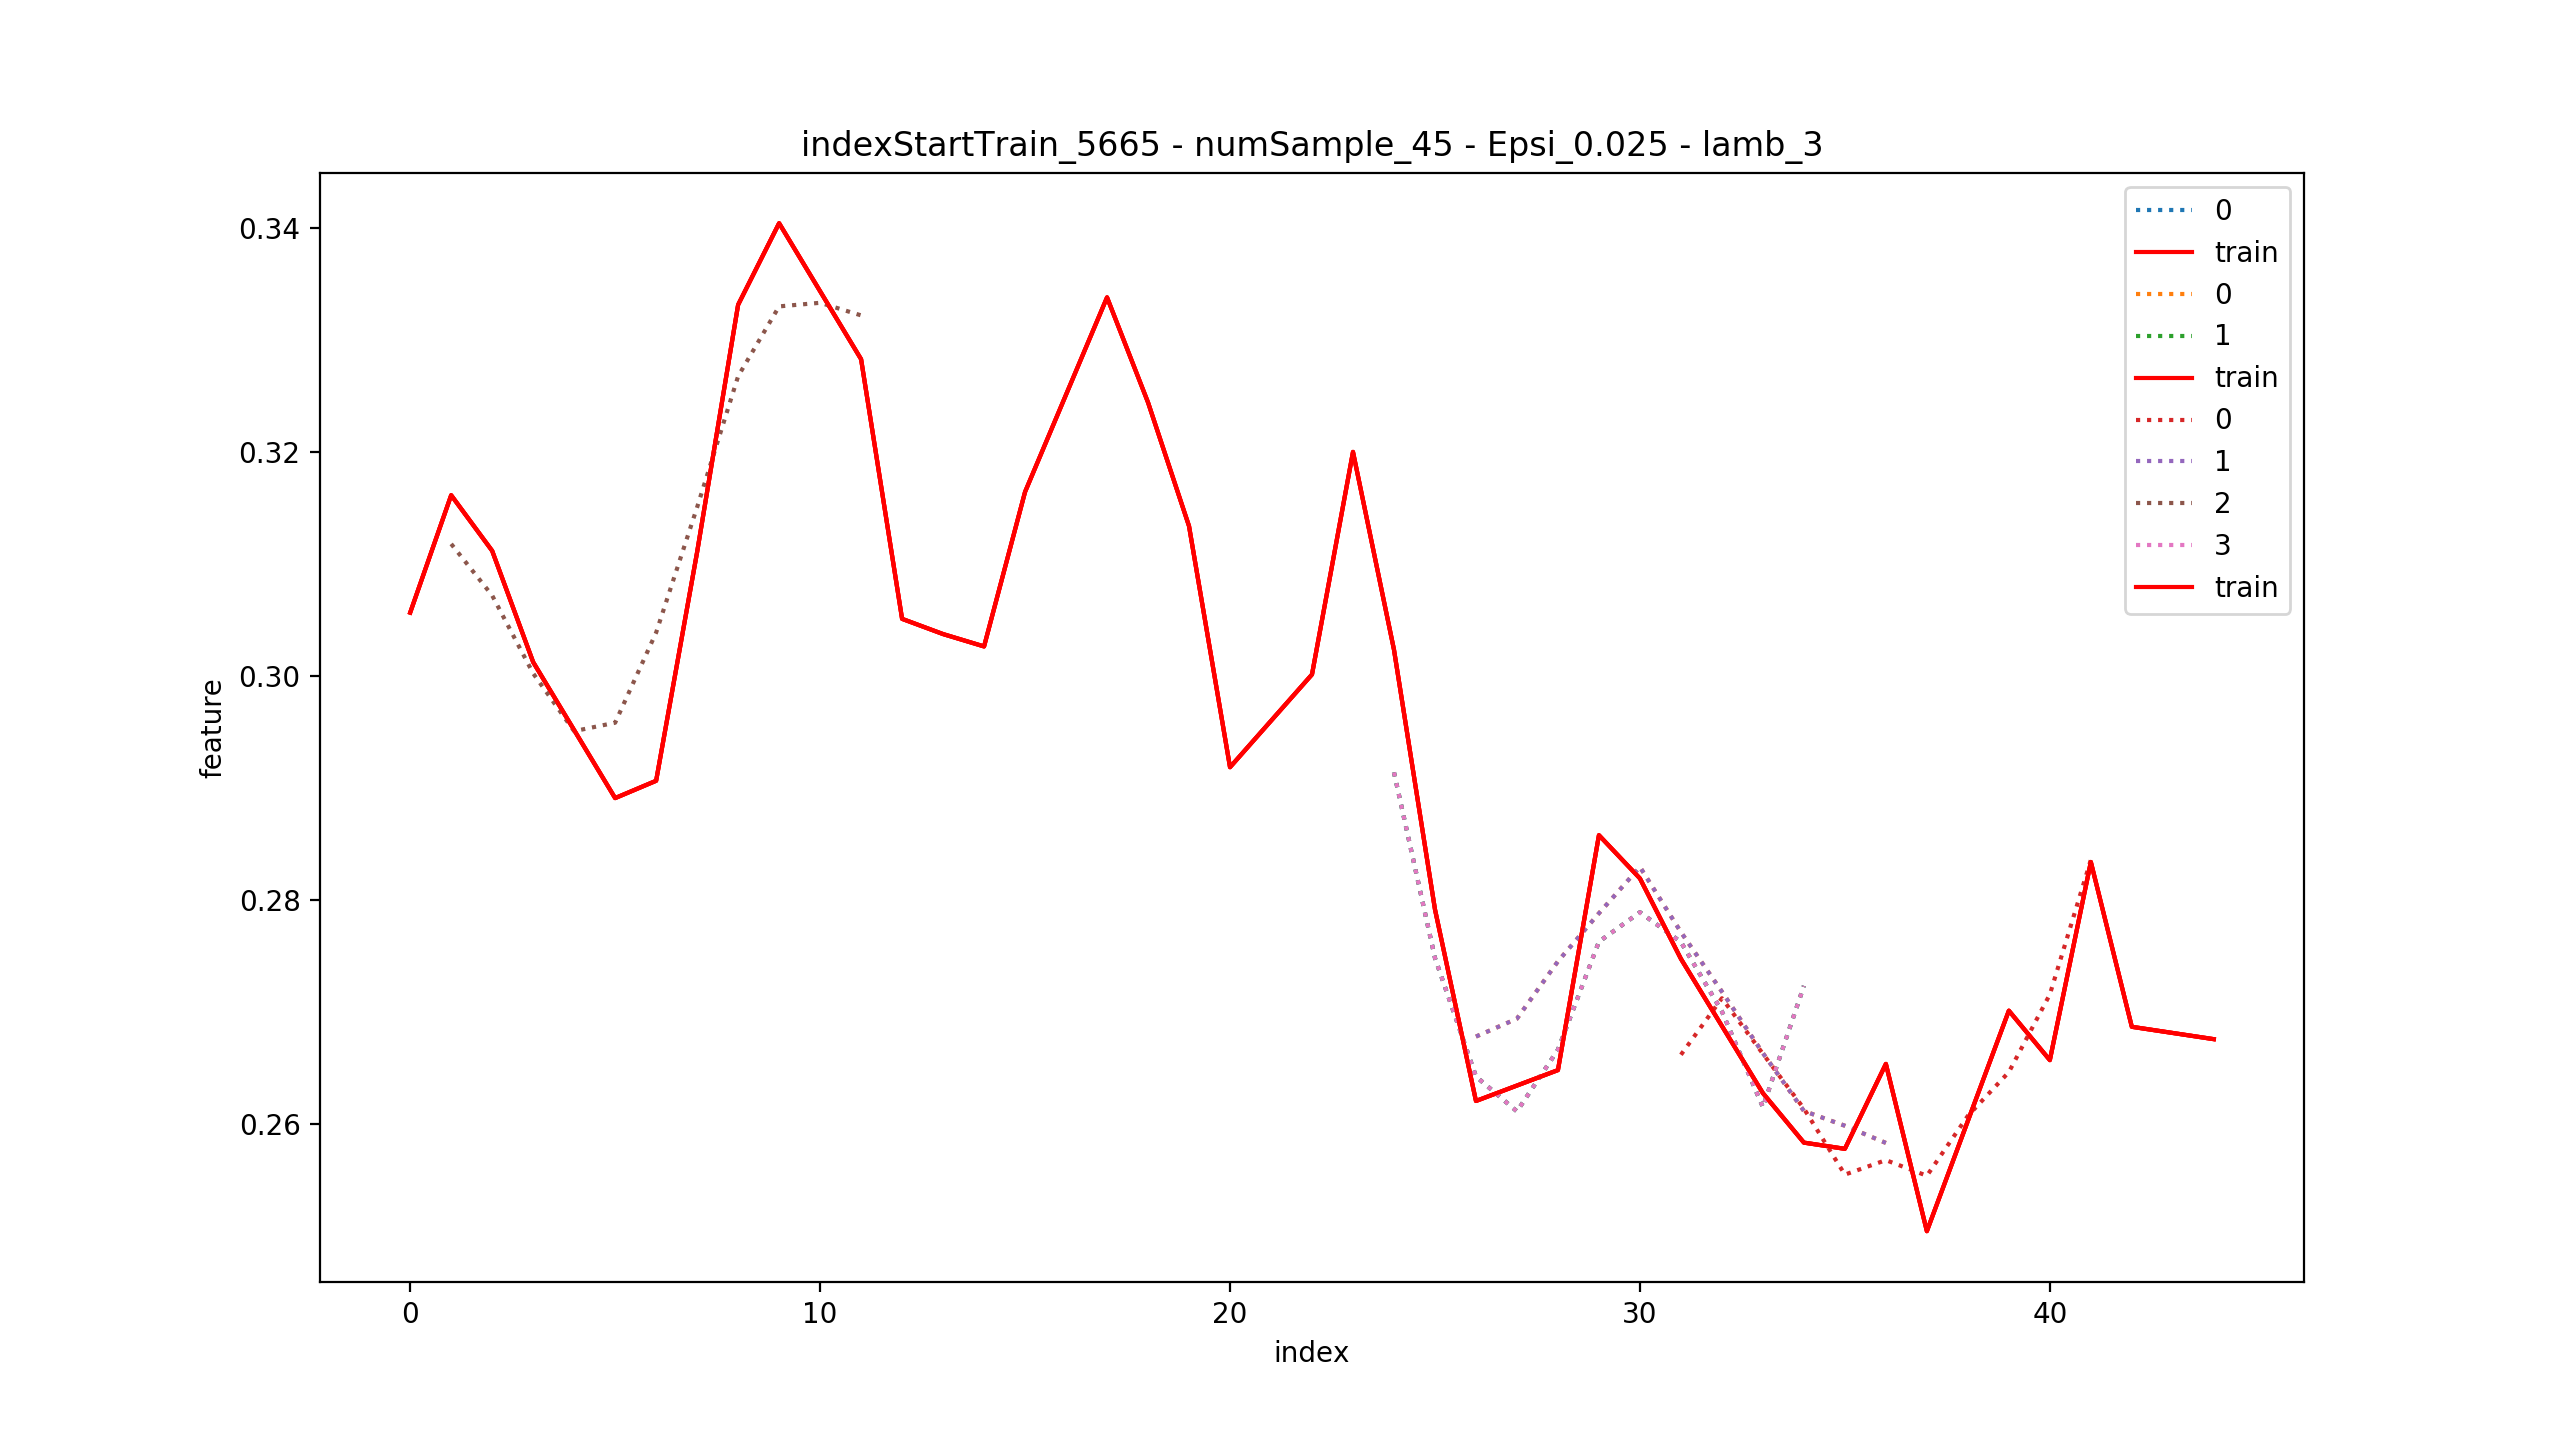 indexStartTrain_5665 - numSample_45 - Epsi_0.025 - lamb_3
0.34
0.32
0.30
0.28
0.26
feature
0
train
0
1
train
0
1
2
3
train
0
10
20
30
40
index